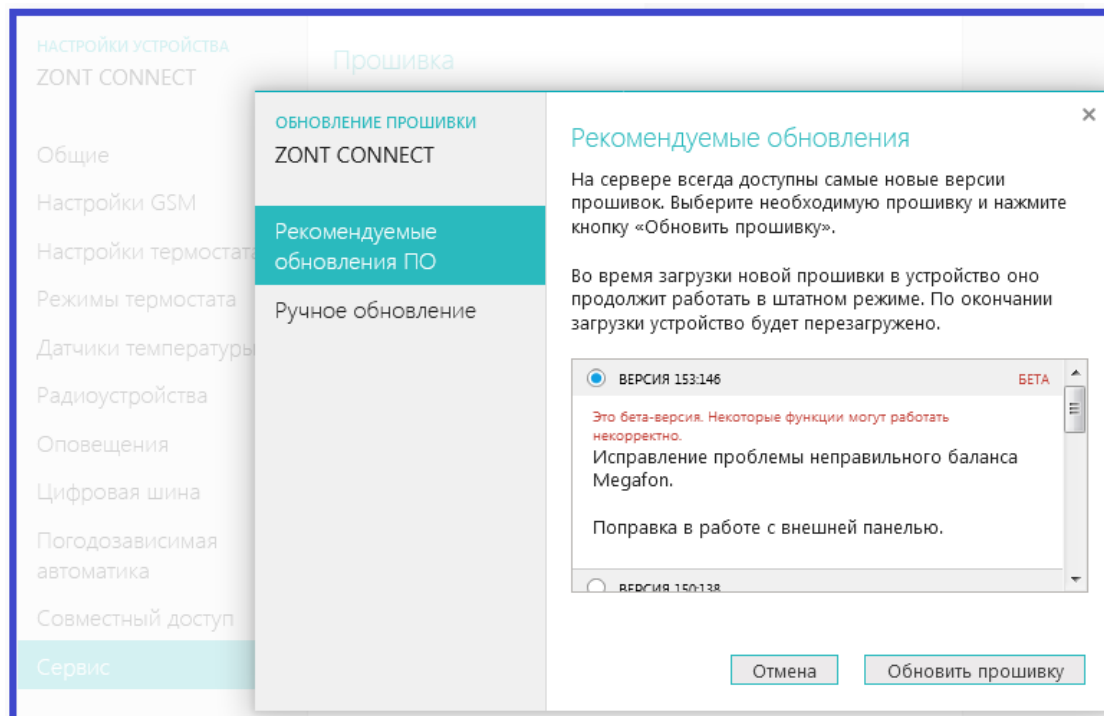 НАСТРОЙКИ УСТРОЙСТВА
ZONT CONNECT
Общие
Настройки GSM
Настройки термостата
Режимы термостата
Датчики температуры
Радиоустройства
Оповещения
Цифровая шина
Погодозависимая
автоматика
Совместный доступ
Сервис
Прошивка
ОБНОВЛЕНИЕ ПРОШИВКИ
ZONT CONNECT
Рекомендуемые
обновления ПО
Ручное обновление
Рекомендуемые обновления
На сервере всегда доступны самые новые версии
прошивок. Выберите необходимую прошивку и нажмите
кнопку «Обновить прошивку».
Во время загрузки новой прошивки в устройство оно
продолжит работать в штатном режиме. По окончании
загрузки устройство будет перезагружено.
ВЕРСИЯ 153:146 БЕТА
Это бета-версия. Некоторые функции могут работать
некорректно.
Исправление проблемы неправильного баланса
Megafon.
Поправка в работе с внешней панелью.
ВЕРСИЯ 150:138
Отмена Обновить прошивку